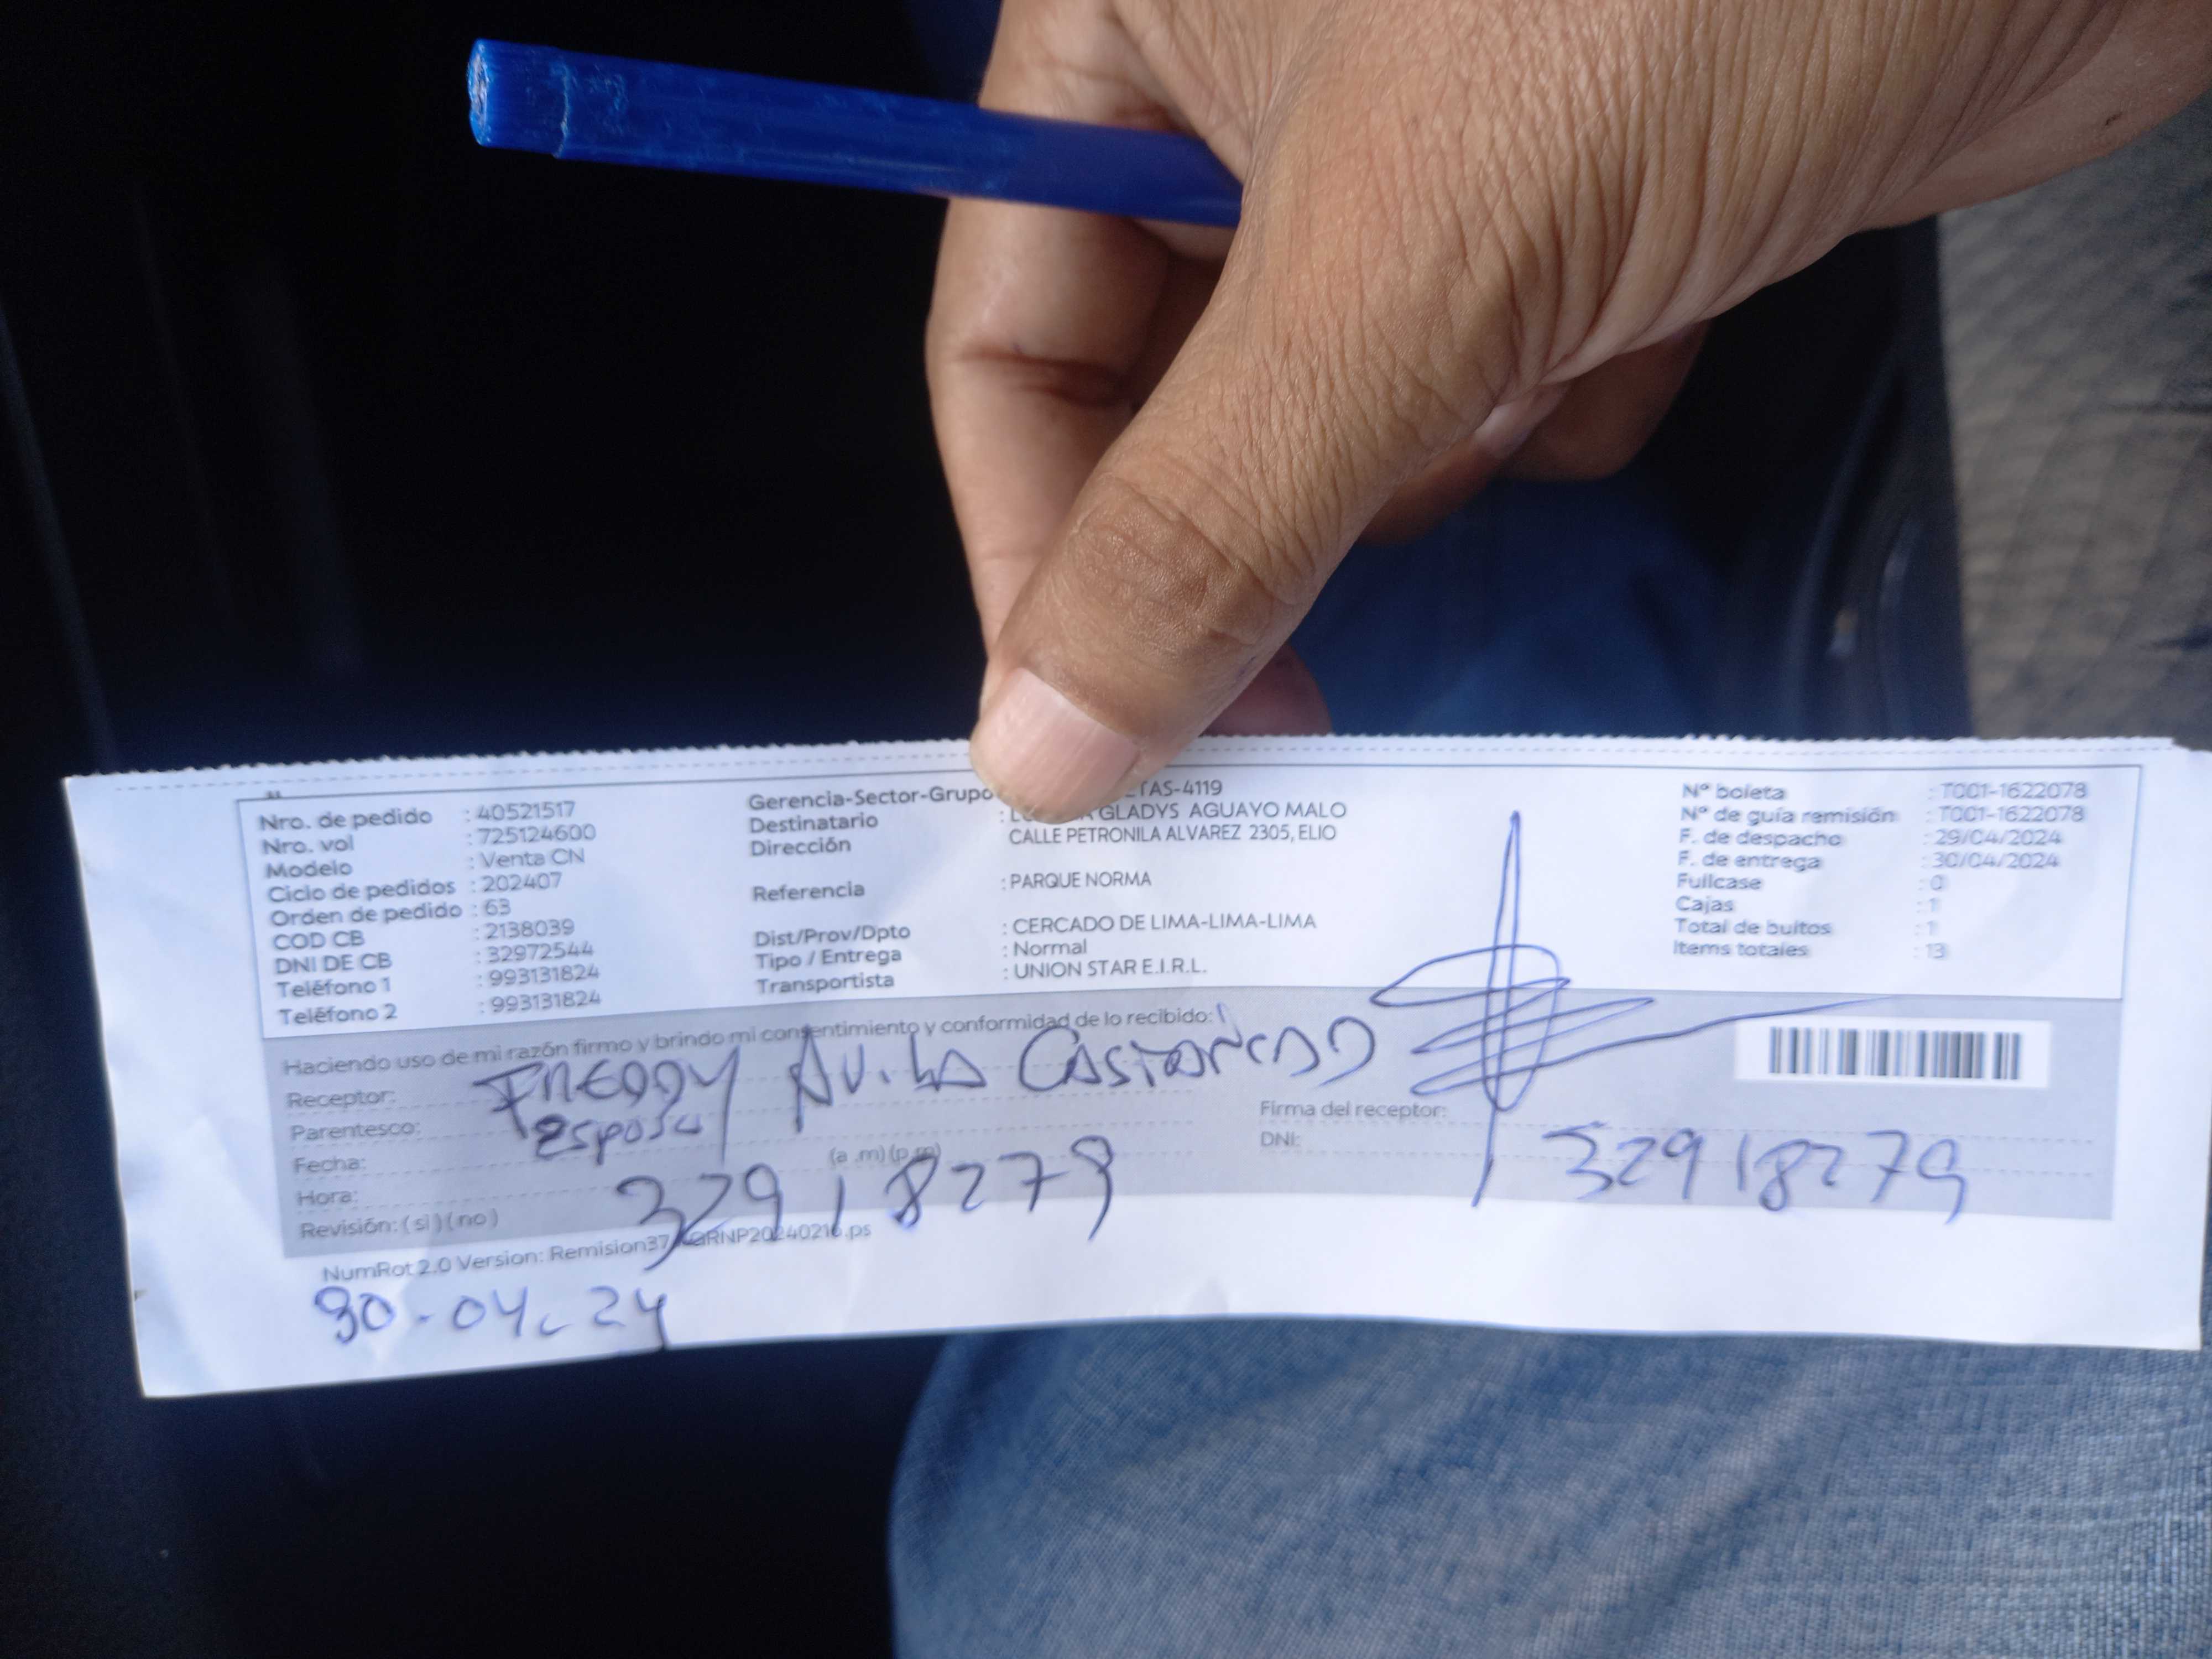 Nro. de pedido : 40521517
Nro. vol : 725124600
Modelo : Venta CN
Ciclo de pedidos : 202407
Orden de pedido : 63
COD CB : 2138039
DNI DE CB : 32972544
Teléfono 1 : 993131824
Teléfono 2 : 993131824
Gerencia-Sector-Grupo TAS-4119
Destinatario : GLADYS AGUAYO MALO
Dirección CALLE PETRONILA ALVAREZ 2305, ELIO
Referencia : PARQUE NORMA
Dist/Prov/Dpto : CERCADO DE LIMA-LIMA-LIMA
Tipo / Entrega : Normal
Transportista : UNION STAR E.I.R.L.
Nº boleta : T001-1622078
Nº de guía remisión : T001-1622078
F. de despacho : 29/04/2024
F. de entrega : 30/04/2024
Fullcase : 0
Cajas : 1
Total de bultos : 1
Items totales : 13
Haciendo uso de mi razón firmo y brindo mi consentimiento y conformidad de lo recibido:
Receptor: FREDDY AV.LA
Parentesco: Esposo
Fecha:
(a .m) (p.m)
Hora: 32918279
Revisión: ( si ) ( no )
Firma del receptor:
DNI: 32918279
NumRot 2.0 Version: RNP20240216.ps
30-04-24